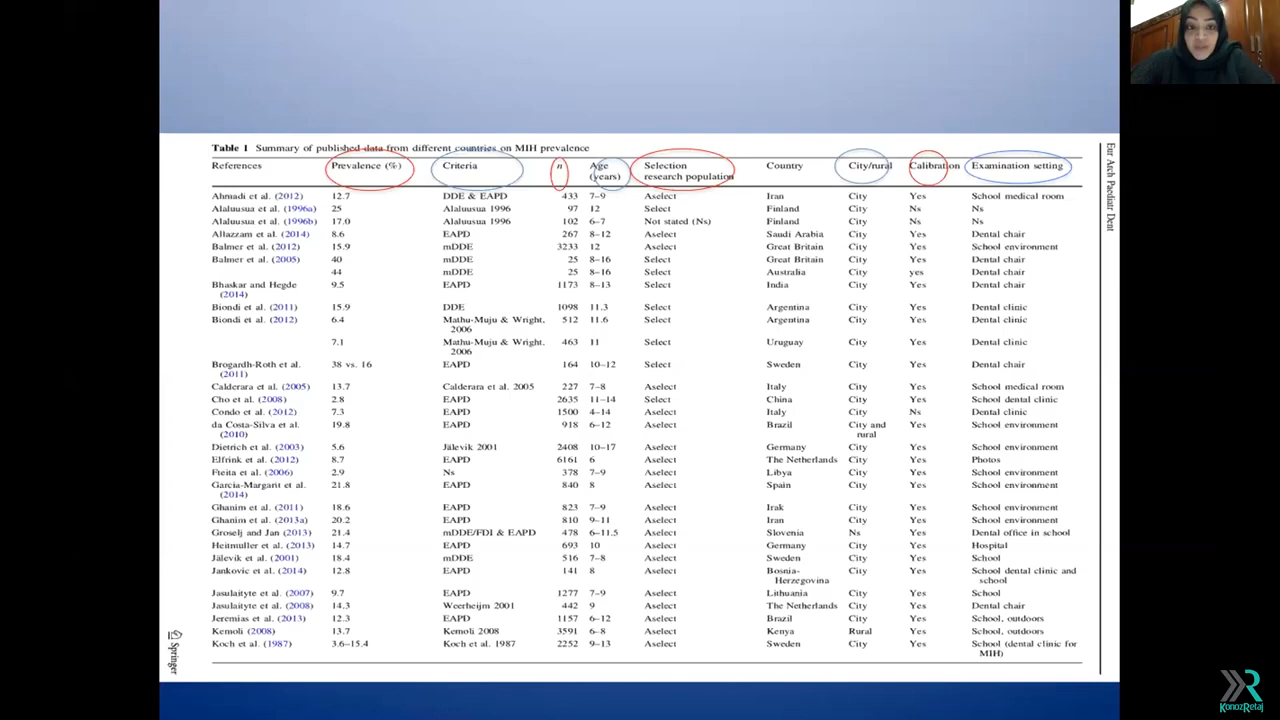 Table 1 Summary of published data from different countries on MIH prevalence
References Prevalence (%) Criteria n Age (years) Selection research population Country City/rural Calibration Examination setting
Ahmadi et al. (2012) 12.7 DDE & EAPD 433 7–9 Aselect Iran City Yes School medical room
Alaluusua et al. (1996a) 25 Alaluusua 1996 97 12 Select Finland City Ns Ns
Alaluusua et al. (1996b) 17.0 Alaluusua 1996 102 6–7 Not stated (Ns) Finland City Ns Ns
Allazzam et al. (2014) 8.6 EAPD 267 8–12 Aselect Saudi Arabia City Yes Dental chair
Balmer et al. (2012) 15.9 mDDE 3233 12 Aselect Great Britain City Yes School environment
Balmer et al. (2005) 40 mDDE 25 8–16 Select Great Britain City Yes Dental chair
44 mDDE 25 8–16 Select Australia City yes Dental chair
Bhaskar and Hegde (2014) 9.5 EAPD 1173 8–13 Select India City Yes Dental chair
Biondi et al. (2011) 15.9 DDE 1098 11.3 Select Argentina City Yes Dental clinic
Biondi et al. (2012) 6.4 Mathu-Muju & Wright, 2006 512 11.6 Select Argentina City Yes Dental clinic
7.1 Mathu-Muju & Wright, 2006 463 11 Select Uruguay City Yes Dental clinic
Brogardh-Roth et al. (2011) 38 vs. 16 EAPD 164 10–12 Select Sweden City Yes Dental chair
Calderara et al. (2005) 13.7 Calderara et al. 2005 227 7–8 Aselect Italy City Yes School medical room
Cho et al. (2008) 2.8 EAPD 2635 11–14 Select China City Yes School dental clinic
Condo et al. (2012) 7.3 EAPD 1500 4–14 Aselect Italy City Ns Dental clinic
da Costa-Silva et al. (2010) 19.8 EAPD 918 6–12 Aselect Brazil City and rural Yes School environment
Dietrich et al. (2003) 5.6 Jälevik 2001 2408 10–17 Aselect Germany City Yes School environment
Elfrink et al. (2012) 8.7 EAPD 6161 6 Aselect The Netherlands City Yes Photos
Fteita et al. (2006) 2.9 Ns 378 7–9 Aselect Libya City Yes School environment
Garcia-Margarit et al. (2014) 21.8 EAPD 840 8 Aselect Spain City Yes School environment
Ghanim et al. (2011) 18.6 EAPD 823 7–9 Aselect Irak City Yes School environment
Ghanim et al. (2013a) 20.2 EAPD 810 9–11 Aselect Iran City Yes School environment
Groselj and Jan (2013) 21.4 mDDE/FDI & EAPD 478 6–11.5 Aselect Slovenia Ns Yes Dental office in school
Heitmuller et al. (2013) 14.7 EAPD 693 10 Aselect Germany City Yes Hospital
Jälevik et al. (2001) 18.4 mDDE 516 7–8 Aselect Sweden City Yes School
Jankovic et al. (2014) 12.8 EAPD 141 8 Aselect Bosnia-Herzegovina City Yes School dental clinic and school
Jasulaityte et al. (2007) 9.7 EAPD 1277 7–9 Aselect Lithuania City Yes School
Jasulaityte et al. (2008) 14.3 Weerheijm 2001 442 9 Aselect The Netherlands City Yes Dental chair
Jeremias et al. (2013) 12.3 EAPD 1157 6–12 Aselect Brazil City Yes School, outdoors
Kemoli (2008) 13.7 Kemoli 2008 3591 6–8 Aselect Kenya Rural Yes School, outdoors
Koch et al. (1987) 3.6–15.4 Koch et al. 1987 2252 9–13 Aselect Sweden City Yes School (dental clinic for MIH)
Eur Arch Paediatr Dent
Springer
KonozRetaj